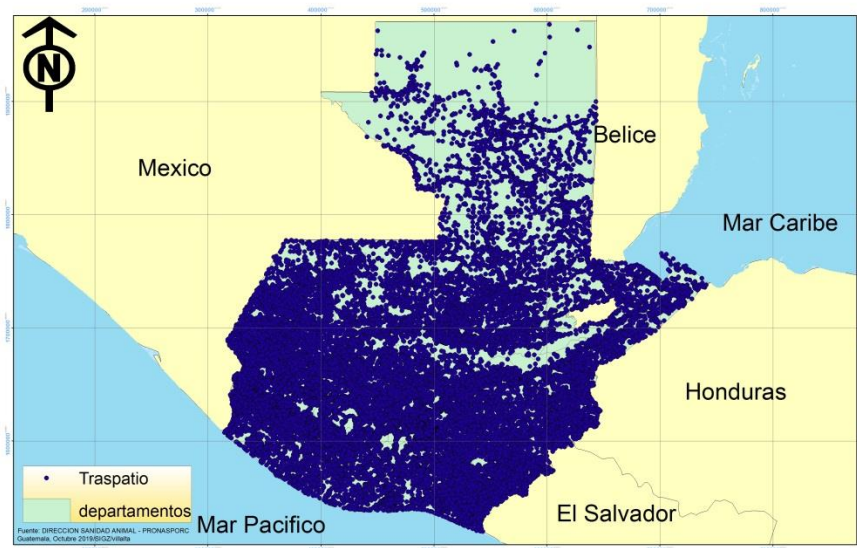 N
Mexico
Belice
Mar Caribe
Honduras
El Salvador
Mar Pacifico
Traspatio
departamentos
Fuente: DIRECCION SANIDAD ANIMAL - PRONASPORC
Guatemala, Octubre 2019/SIGZ/villalta